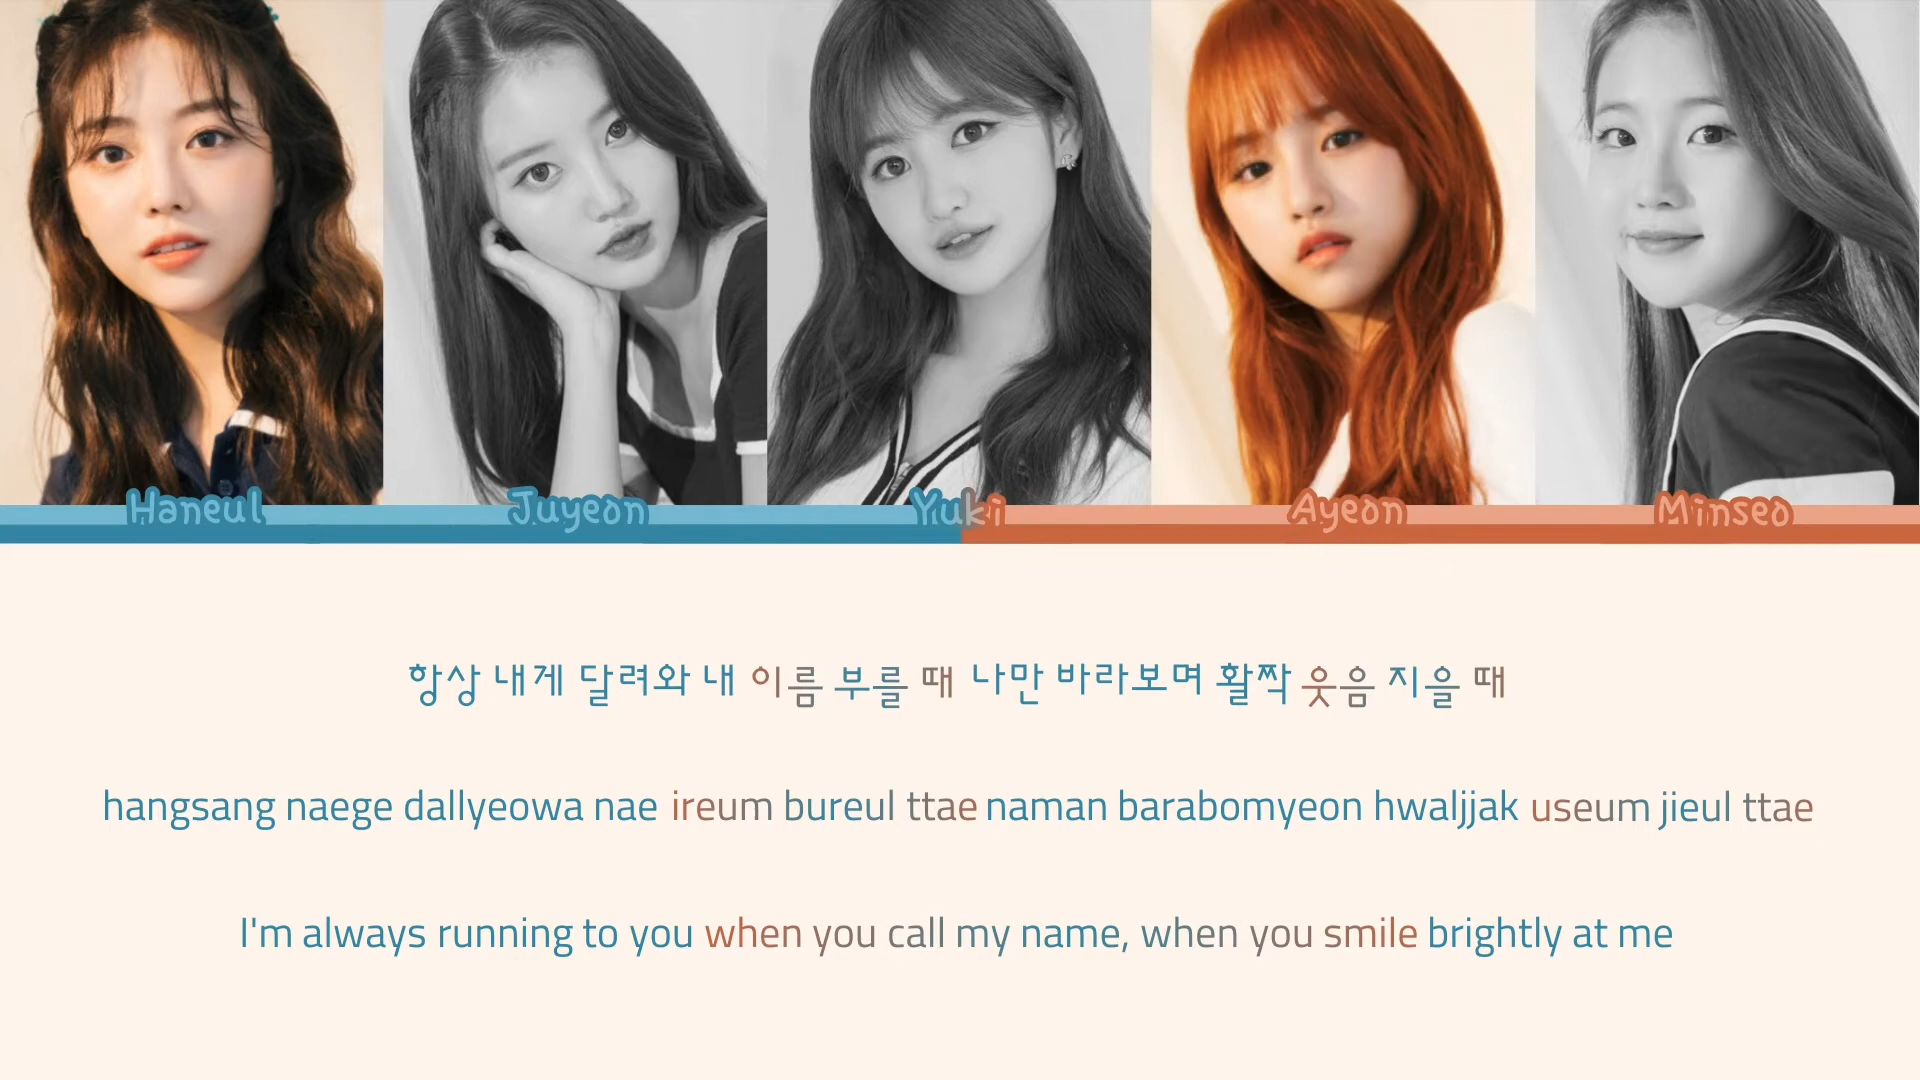 Haneul Juyeon Yuki Ayeon Minseo
항상 내게 달려와 내 이름 부를 때 나만 바라보며 활짝 웃음 지을 때
hangsang naege dallyeowa nae ireum bureul ttae naman barabomyeon hwaljjak useum jieul ttae
I'm always running to you when you call my name, when you smile brightly at me